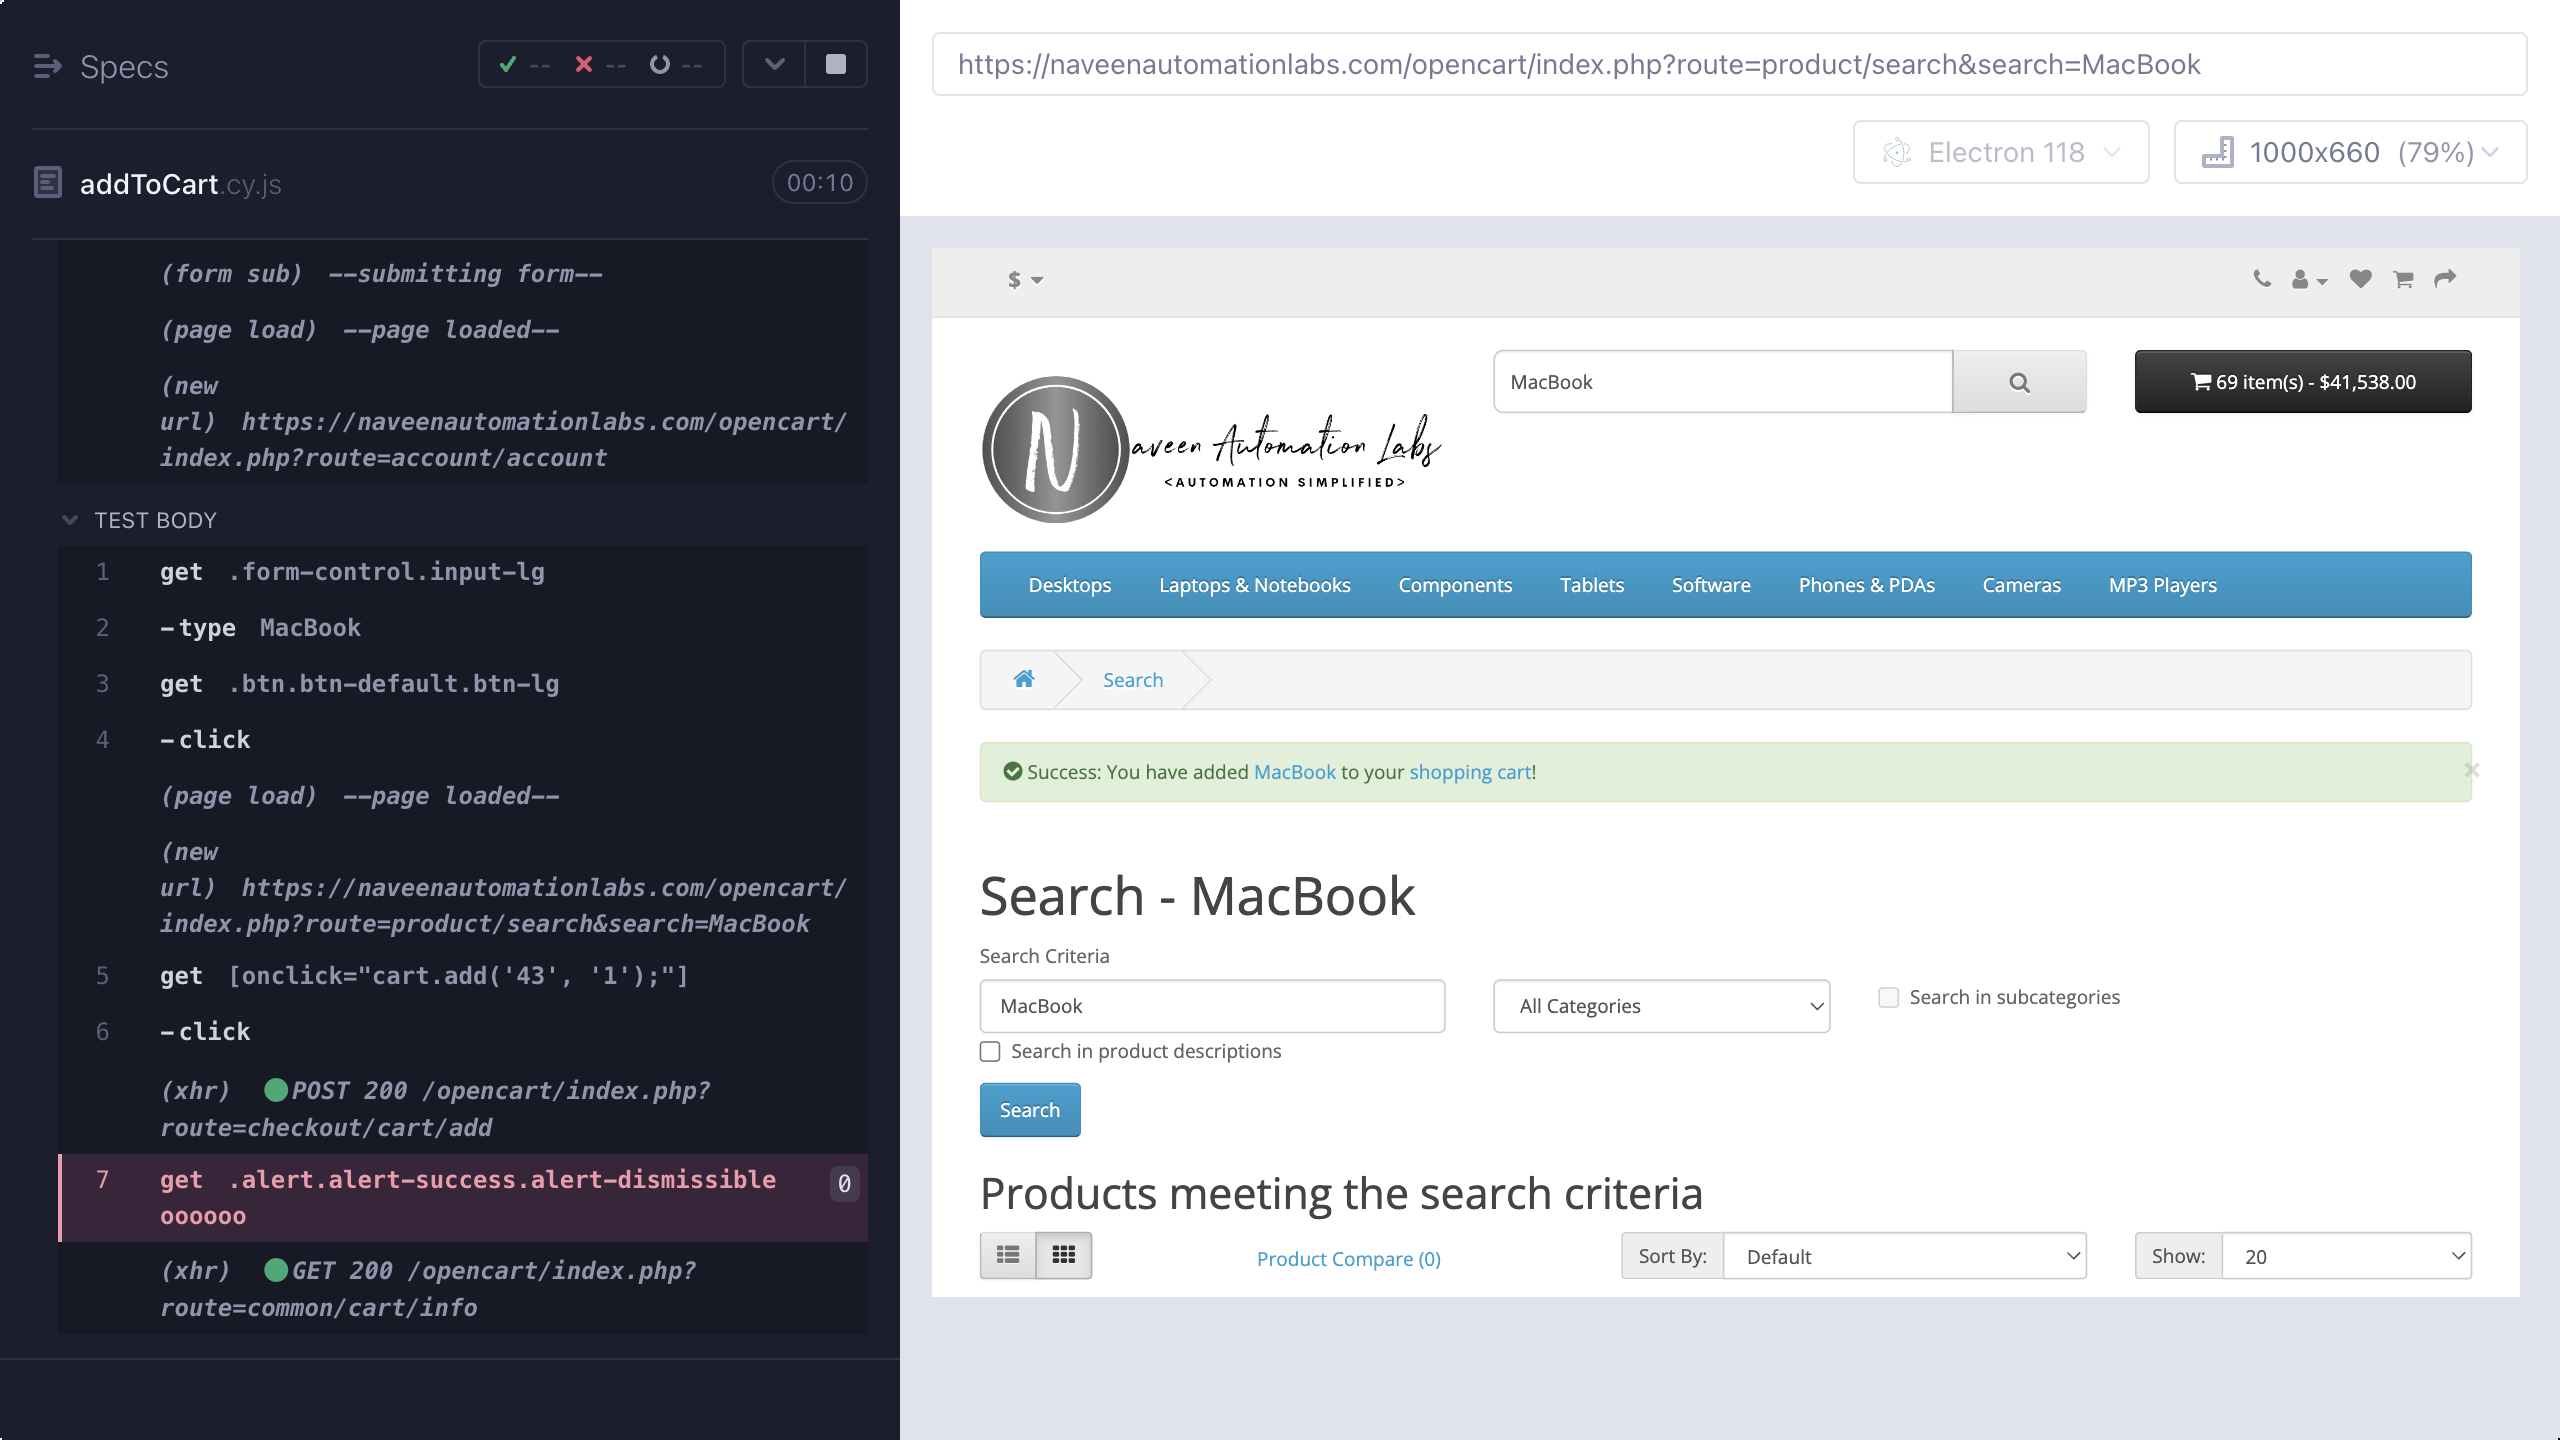 Specs
-- -- --
addToCart.cy.js
00:10
(form sub) --submitting form--
(page load) --page loaded--
(new
url) https://naveenautomationlabs.com/opencart/
index.php?route=account/account
TEST BODY
1 get .form-control.input-lg
2 -type MacBook
3 get .btn.btn-default.btn-lg
4 -click
(page load) --page loaded--
(new
url) https://naveenautomationlabs.com/opencart/
index.php?route=product/search&search=MacBook
5 get [onclick="cart.add('43', '1');"]
6 -click
(xhr) POST 200 /opencart/index.php?
route=checkout/cart/add
7 get .alert.alert-success.alert-dismissible 0
oooooo
(xhr) GET 200 /opencart/index.php?
route=common/cart/info
https://naveenautomationlabs.com/opencart/index.php?route=product/search&search=MacBook
Electron 118
1000x660 (79%)
$
MacBook
69 item(s) - $41,538.00
N
aveen Automation Labs
<AUTOMATION SIMPLIFIED>
Desktops Laptops & Notebooks Components Tablets Software Phones & PDAs Cameras MP3 Players
Search
Success: You have added MacBook to your shopping cart! ×
Search - MacBook
Search Criteria
MacBook All Categories Search in subcategories
Search in product descriptions
Search
Products meeting the search criteria
Product Compare (0) Sort By: Default Show: 20